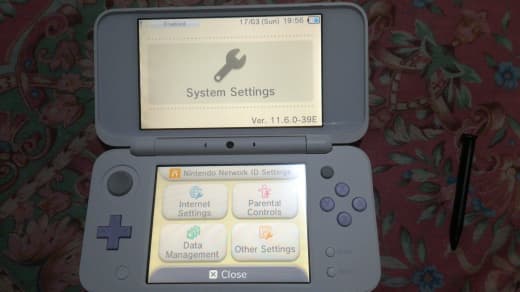 Enabled
17/03 (Sun) 19:56
System Settings
Ver. 11.6.0-39E
Nintendo Network ID Settings
Internet
Settings
Parental
Controls
Data
Management
Other Settings
X Close